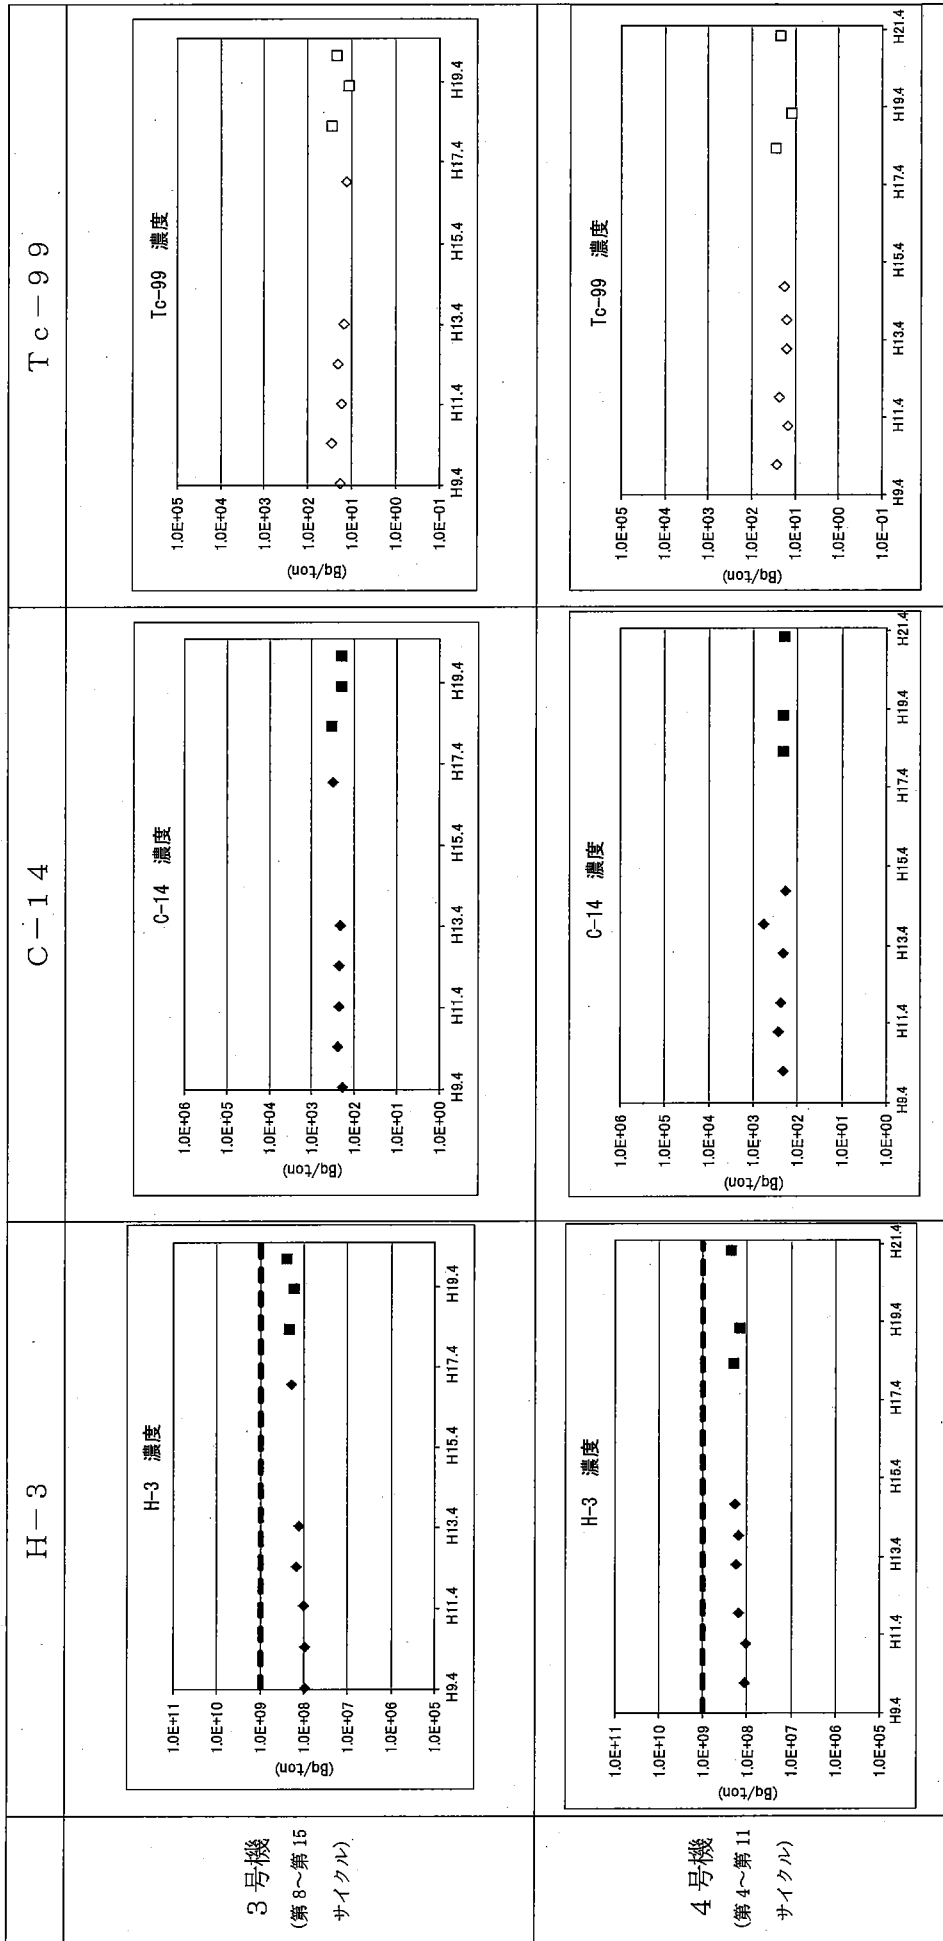 H－3
C－14
Tc－99
3号機
(第8～第15
サイクル)
H-3 濃度
(Bq/ton)
1.0E+11
1.0E+10
1.0E+09
1.0E+08
1.0E+07
1.0E+06
1.0E+05
H9.4
H11.4
H13.4
H15.4
H17.4
H19.4
C-14 濃度
(Bq/ton)
1.0E+06
1.0E+05
1.0E+04
1.0E+03
1.0E+02
1.0E+01
1.0E+00
H9.4
H11.4
H13.4
H15.4
H17.4
H19.4
Tc-99 濃度
(Bq/ton)
1.0E+05
1.0E+04
1.0E+03
1.0E+02
1.0E+01
1.0E+00
1.0E-01
H9.4
H11.4
H13.4
H15.4
H17.4
H19.4
4号機
(第4～第11
サイクル)
H-3 濃度
(Bq/ton)
1.0E+11
1.0E+10
1.0E+09
1.0E+08
1.0E+07
1.0E+06
1.0E+05
H9.4
H11.4
H13.4
H15.4
H17.4
H19.4
H21.4
C-14 濃度
(Bq/ton)
1.0E+06
1.0E+05
1.0E+04
1.0E+03
1.0E+02
1.0E+01
1.0E+00
H9.4
H11.4
H13.4
H15.4
H17.4
H19.4
H21.4
Tc-99 濃度
(Bq/ton)
1.0E+05
1.0E+04
1.0E+03
1.0E+02
1.0E+01
1.0E+00
1.0E-01
H9.4
H11.4
H13.4
H15.4
H17.4
H19.4
H21.4